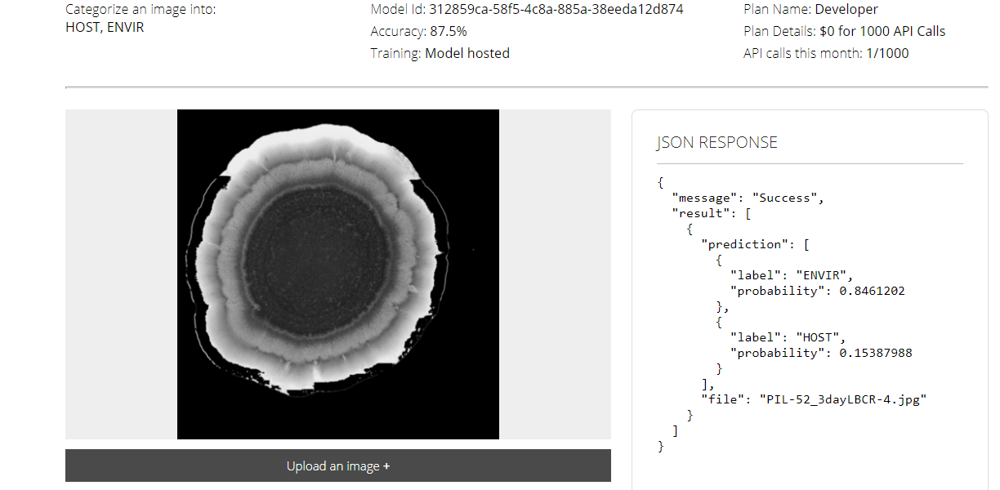 Categorize an image into:
HOST, ENVIR
Model Id: 312859ca-58f5-4c8a-885a-38eeda12d874
Accuracy: 87.5%
Training: Model hosted
Plan Name: Developer
Plan Details: $0 for 1000 API Calls
API calls this month: 1/1000
Upload an image +
JSON RESPONSE
{
"message": "Success",
"result": [
{
"prediction": [
{
"label": "ENVIR",
"probability": 0.8461202
},
{
"label": "HOST",
"probability": 0.15387988
}
],
"file": "PIL-52_3dayLBCR-4.jpg"
}
]
}